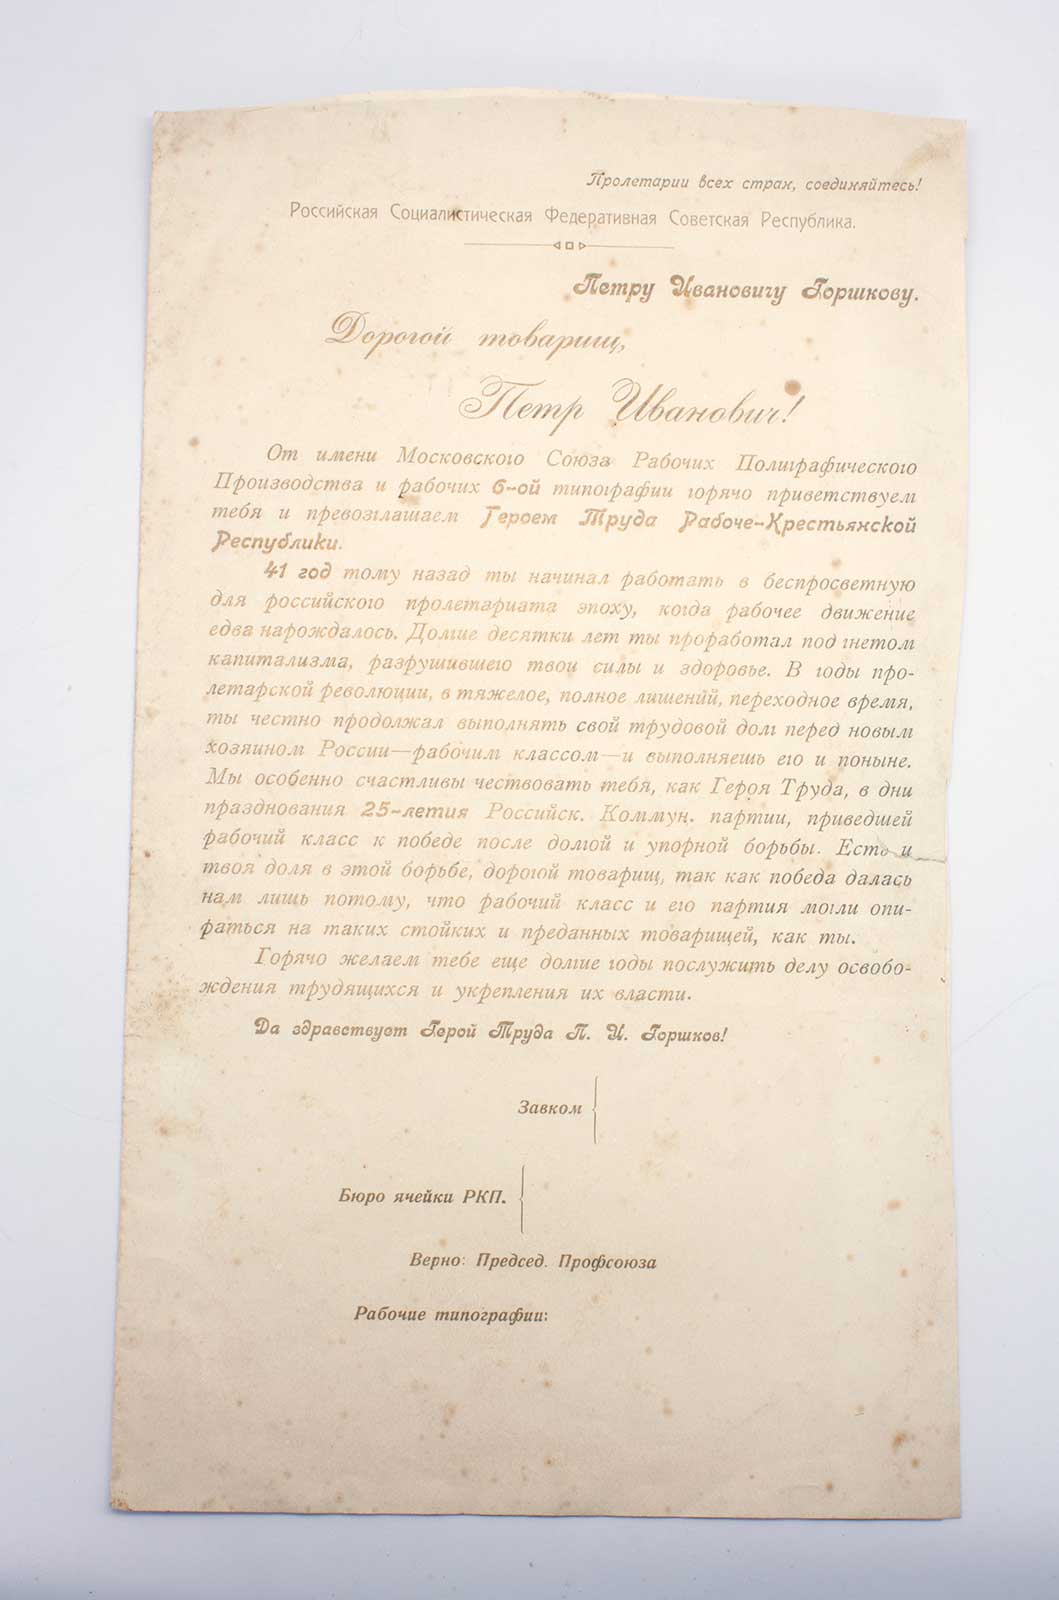 Пролетарии всех стран, соединяйтесь!
Российская Социалистическая Федеративная Советская Республика.
Петру Ивановичу Горшкову.
Дорогой товарищ,
Петр Иванович!
От имени Московского Союза Рабочих Полиграфического
Производства и рабочих 6-ой типографии горячо приветствуем
тебя и превозглашаем Героем Труда Рабоче-Крестьянской
Республики.
41 год тому назад ты начинал работать в беспросветную
для российского пролетариата эпоху, когда рабочее движение
едва нарождалось. Долгие десятки лет ты проработал под гнетом
капитализма, разрушившего твои силы и здоровье. В годы про-
летарской революции, в тяжелое, полное лишений, переходное время,
ты честно продолжал выполнять свой трудовой долг перед новым
хозяином России—рабочим классом—и выполняешь его и поныне.
Мы особенно счастливы чествовать тебя, как Героя Труда, в дни
празднования 25-летия Российск. Коммун. партии, приведшей
рабочий класс к победе после долгой и упорной борьбы. Есть и
твоя доля в этой борьбе, дорогой товарищ, так как победа далась
нам лишь потому, что рабочий класс и его партия могли опи-
раться на таких стойких и преданных товарищей, как ты.
Горячо желаем тебе еще долгие годы послужить делу освобо-
ждения трудящихся и укрепления их власти.
Да здравствует Герой Труда П. И. Горшков!
Завком
Бюро ячейки РКП.
Верно: Председ. Профсоюза
Рабочие типографии: